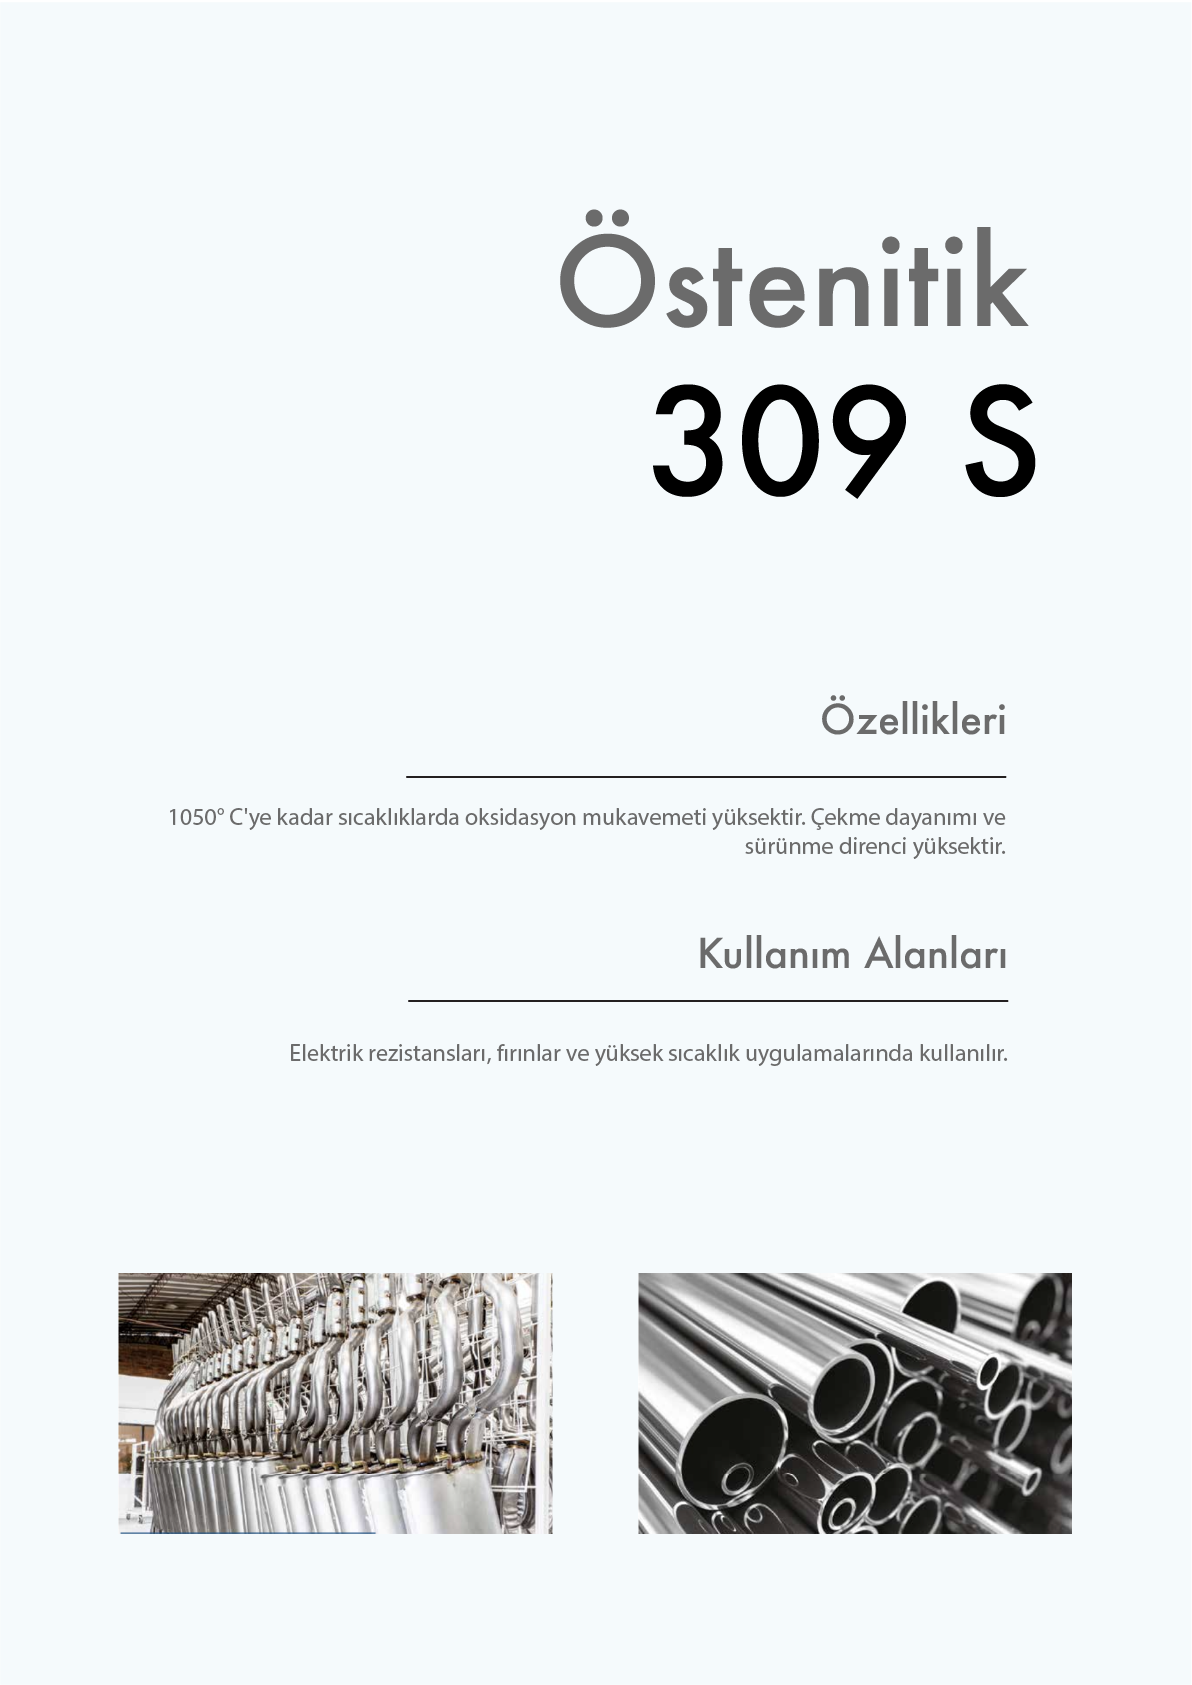 Östenitik
309 S
Özellikleri
1050° C'ye kadar sıcaklıklarda oksidasyon mukavemeti yüksektir. Çekme dayanımı ve
sürünme direnci yüksektir.
Kullanım Alanları
Elektrik rezistansları, fırınlar ve yüksek sıcaklık uygulamalarında kullanılır.